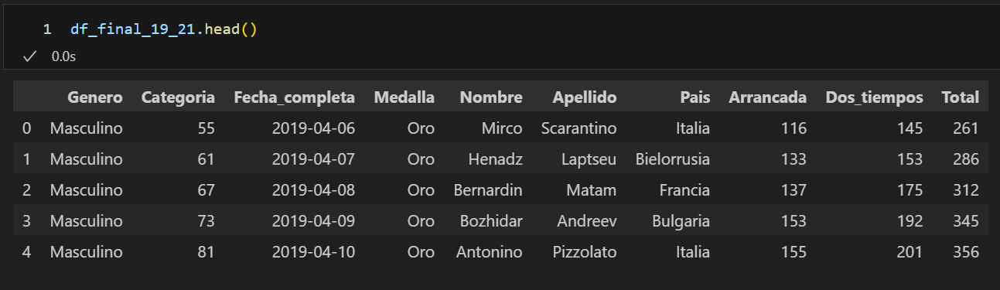 1 df_final_19_21.head()
0.0s
Genero Categoria Fecha_completa Medalla Nombre Apellido Pais Arrancada Dos_tiempos Total
0 Masculino 55 2019-04-06 Oro Mirco Scarantino Italia 116 145 261
1 Masculino 61 2019-04-07 Oro Henadz Laptseu Bielorrusia 133 153 286
2 Masculino 67 2019-04-08 Oro Bernardin Matam Francia 137 175 312
3 Masculino 73 2019-04-09 Oro Bozhidar Andreev Bulgaria 153 192 345
4 Masculino 81 2019-04-10 Oro Antonino Pizzolato Italia 155 201 356